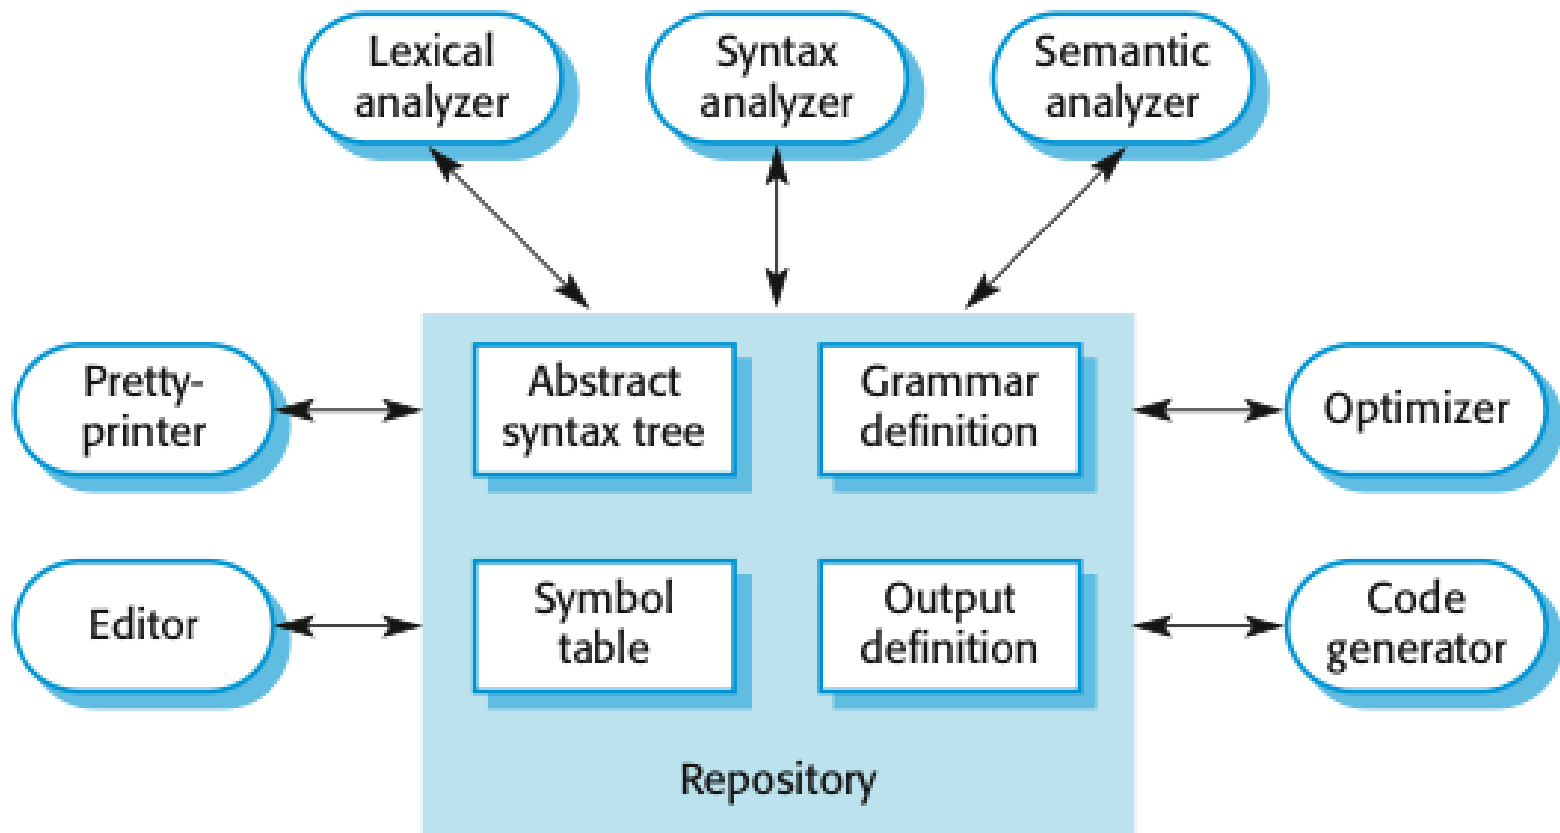 Lexical
analyzer
Syntax
analyzer
Semantic
analyzer
Pretty-
printer
Abstract
syntax tree
Grammar
definition
Optimizer
Editor
Symbol
table
Output
definition
Code
generator
Repository